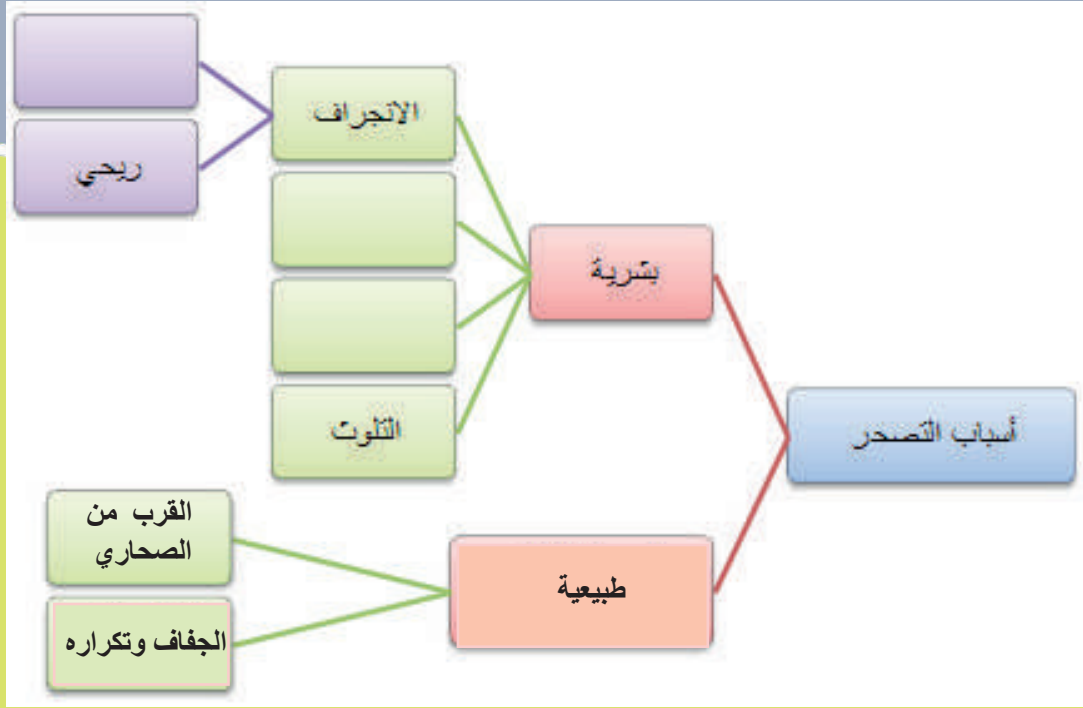 أسباب التصحر
بشرية
الانجراف
ريحي
التلوث
طبيعية
القرب من
الصحاري
الجفاف وتكراره